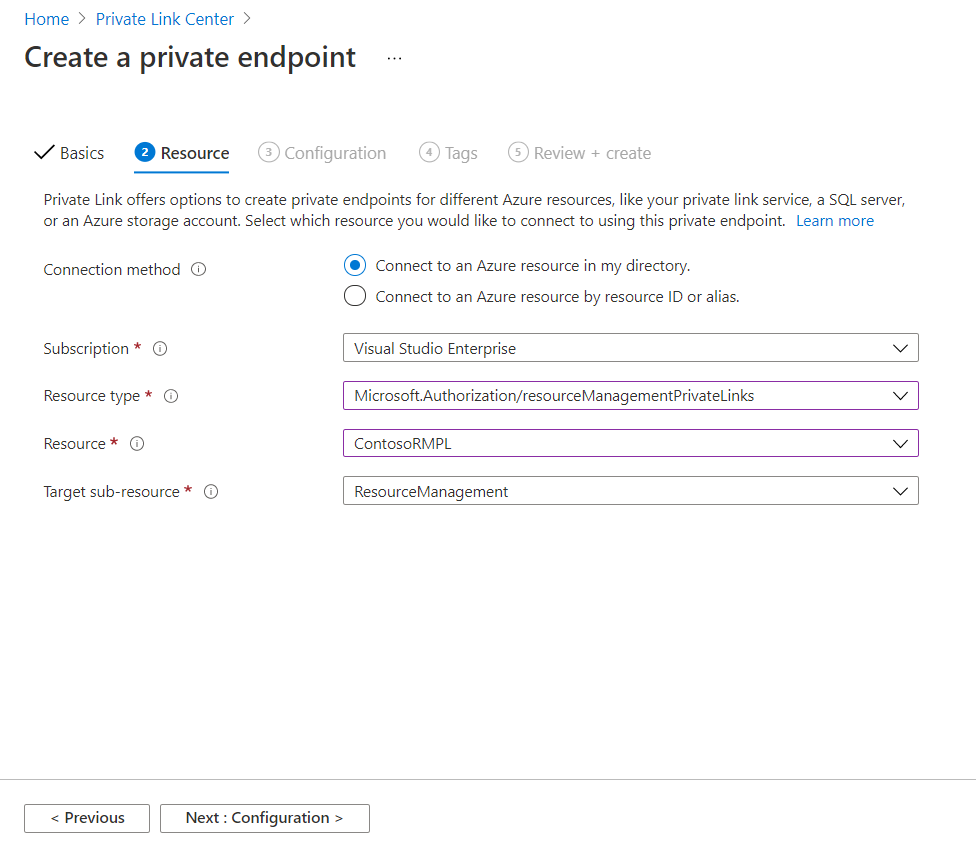 Home > Private Link Center >
Create a private endpoint ...
Basics 2 Resource 3 Configuration 4 Tags 5 Review + create
Private Link offers options to create private endpoints for different Azure resources, like your private link service, a SQL server,
or an Azure storage account. Select which resource you would like to connect to using this private endpoint. Learn more
Connection method Connect to an Azure resource in my directory.
Connect to an Azure resource by resource ID or alias.
Subscription * Visual Studio Enterprise
Resource type * Microsoft.Authorization/resourceManagementPrivateLinks
Resource * ContosoRMPL
Target sub-resource * ResourceManagement
< Previous Next : Configuration >